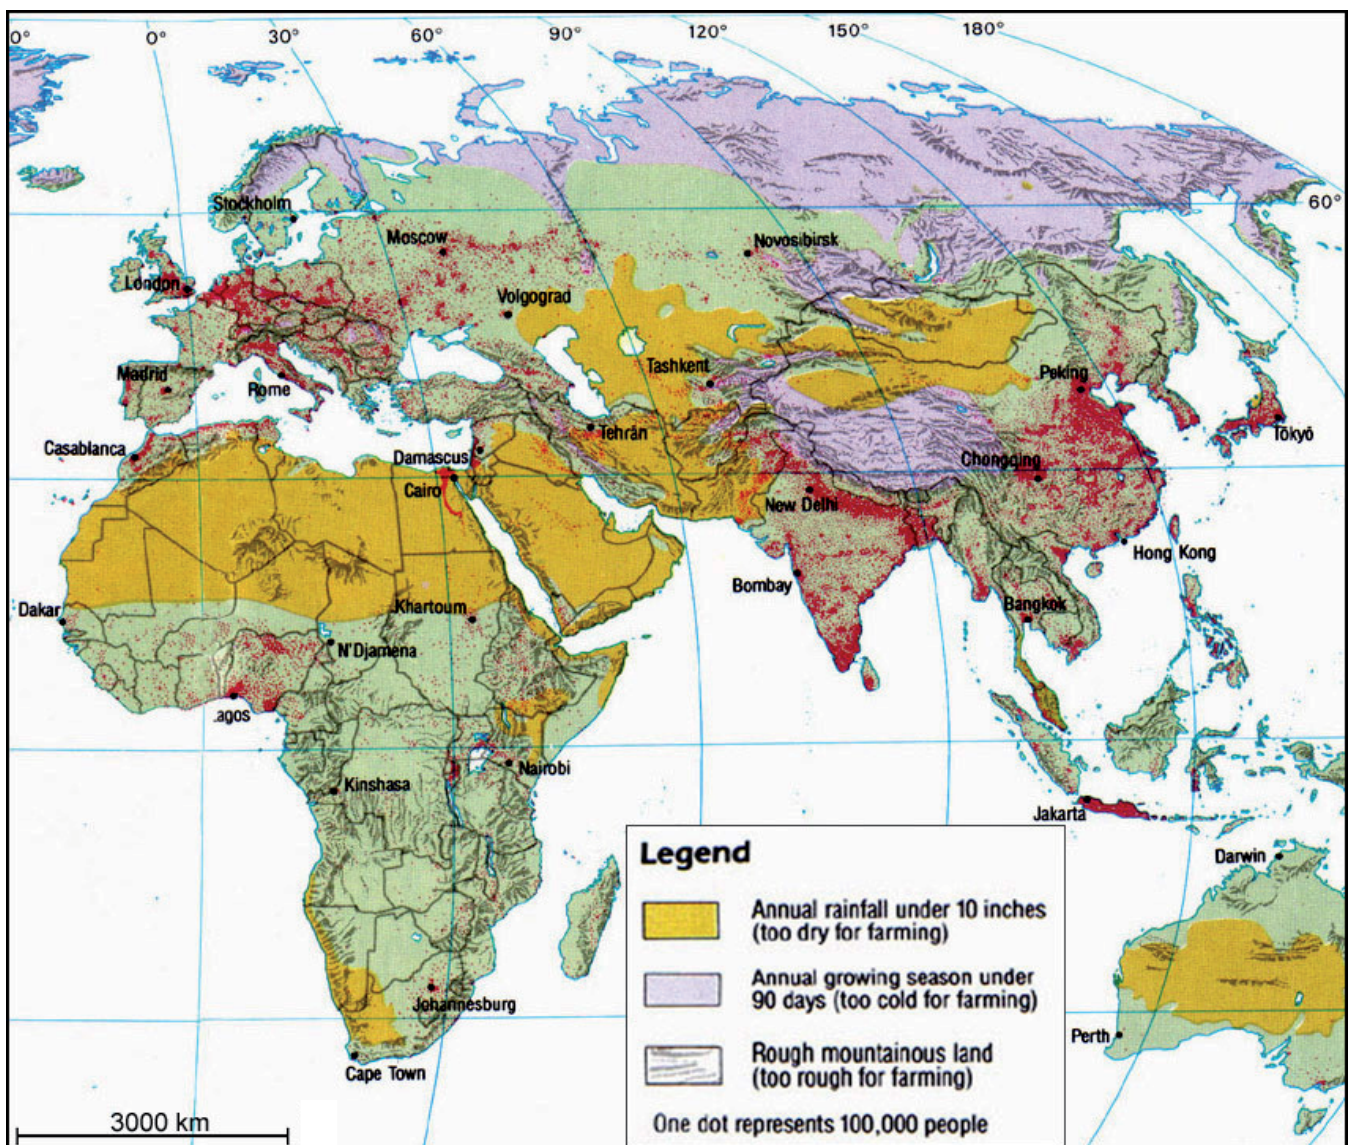 0°
0°
30°
60°
90°
120°
150°
180°
60°
Stockholm
Moscow
Novosibirsk
London
Volgograd
Tashkent
Peking
Madrid
Rome
Tōkyō
Casablanca
Tehrān
Damascus
Chongqing
Cairo
New Delhi
Hong Kong
Bombay
Dakar
Khartoum
Bangkok
N'Djamena
.agos
Nairobi
Kinshasa
Jakarta
Darwin
Johannesburg
Perth
Cape Town
3000 km
Legend
Annual rainfall under 10 inches
(too dry for farming)
Annual growing season under
90 days (too cold for farming)
Rough mountainous land
(too rough for farming)
One dot represents 100,000 people